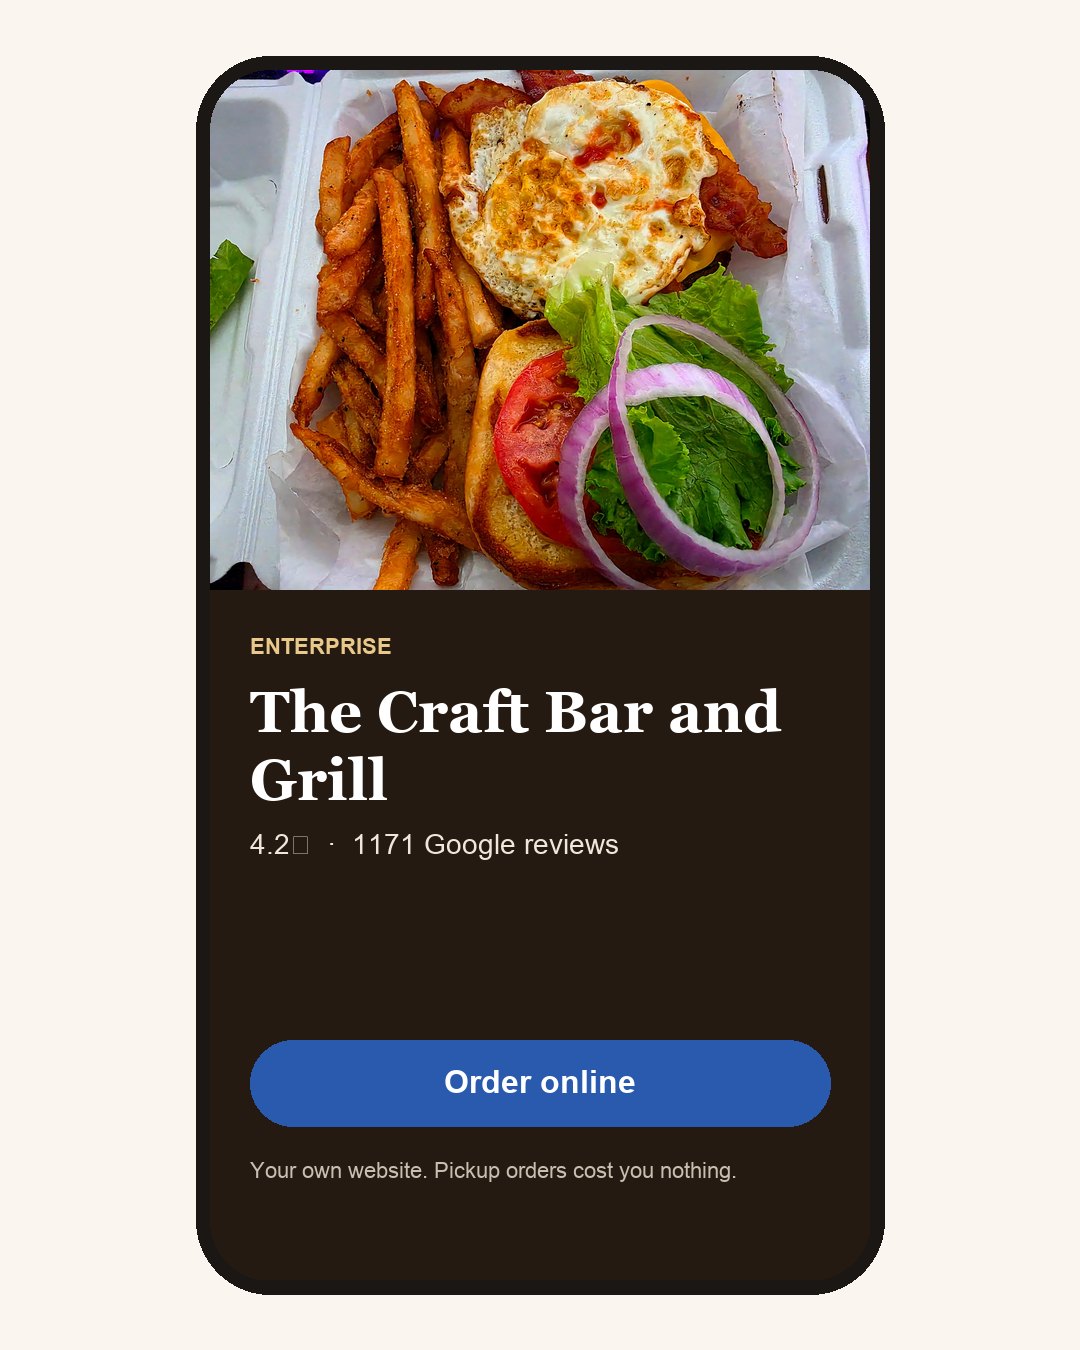 ENTERPRISE
The Craft Bar and
Grill
4.2□ · 1171 Google reviews
Order online
Your own website. Pickup orders cost you nothing.